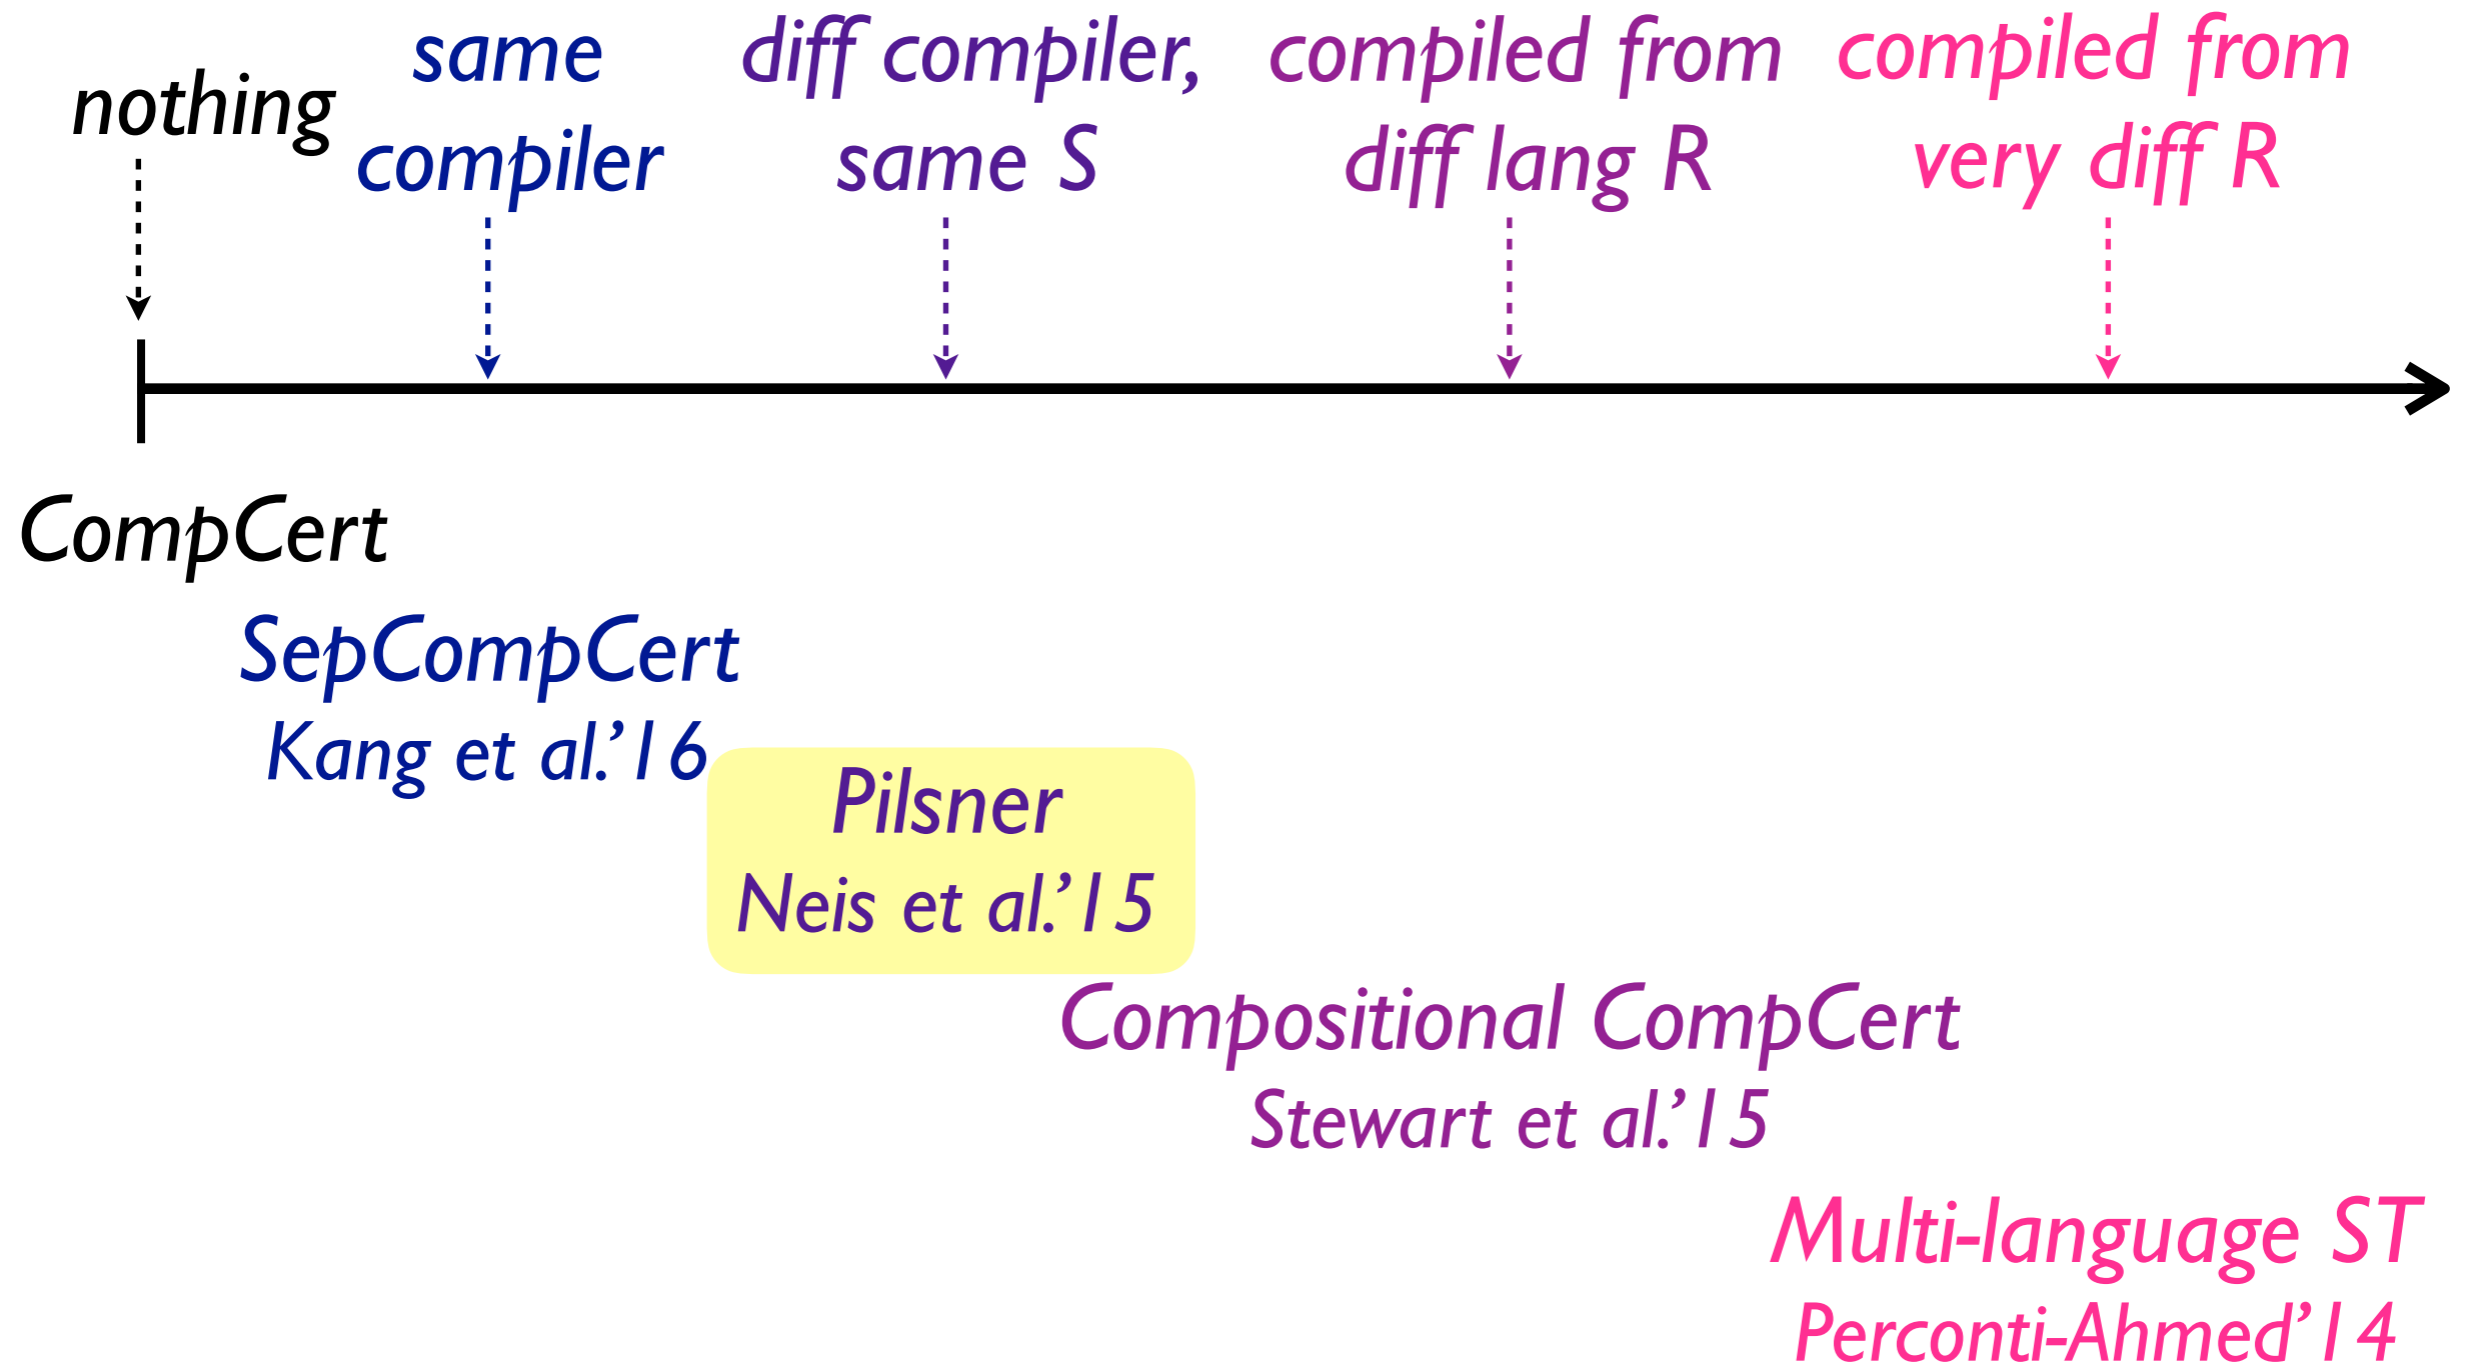 nothing
same
compiler
diff compiler,
same S
compiled from
diff lang R
compiled from
very diff R
CompCert
SepCompCert
Kang et al.'16
Pilsner
Neis et al.'15
Compositional CompCert
Stewart et al.'15
Multi-language ST
Perconti-Ahmed'14